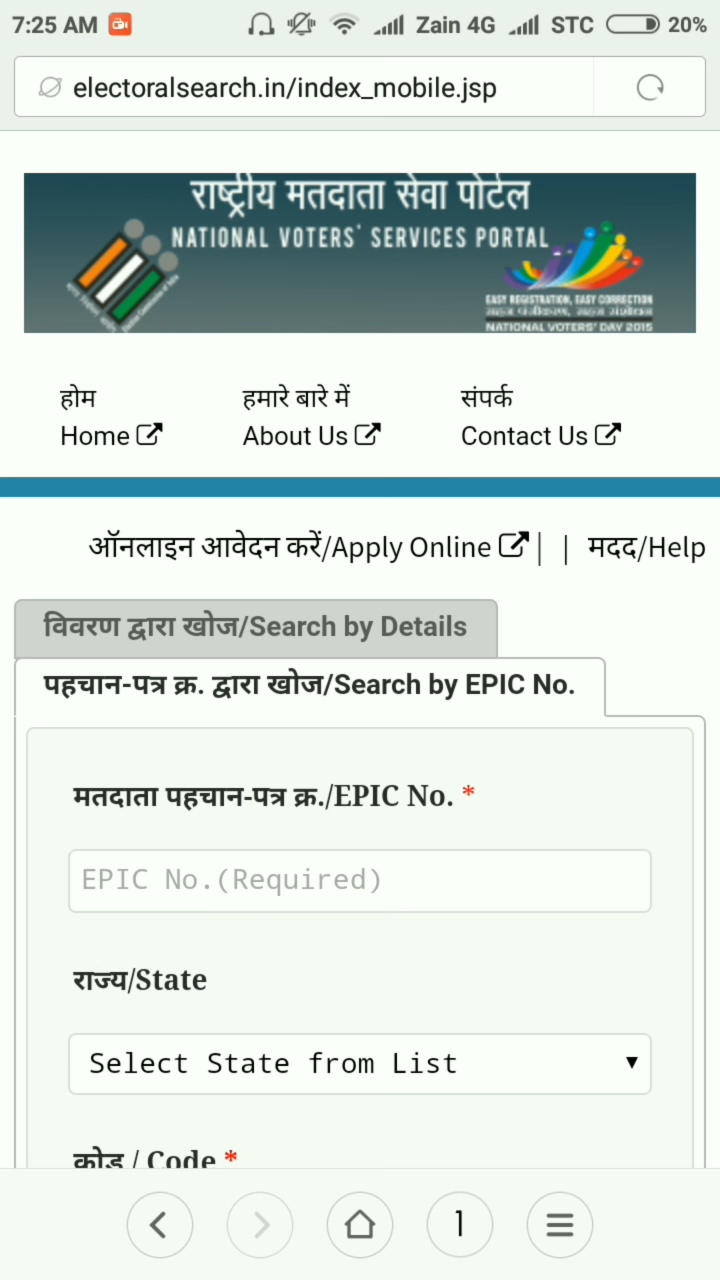 7:25 AM Zain 4G STC 20%
electoralsearch.in/index_mobile.jsp
राष्ट्रीय मतदाता सेवा पोर्टल
NATIONAL VOTERS' SERVICES PORTAL
EASY REGISTRATION, EASY CORRECTION
NATIONAL VOTERS' DAY 2015
होम हमारे बारे में संपर्क
Home About Us Contact Us
ऑनलाइन आवेदन करें/Apply Online | | मदद/Help
विवरण द्वारा खोज/Search by Details
पहचान-पत्र क्र. द्वारा खोज/Search by EPIC No.
मतदाता पहचान-पत्र क्र./EPIC No. *
EPIC No.(Required)
राज्य/State
Select State from List
कोड / Code *
1